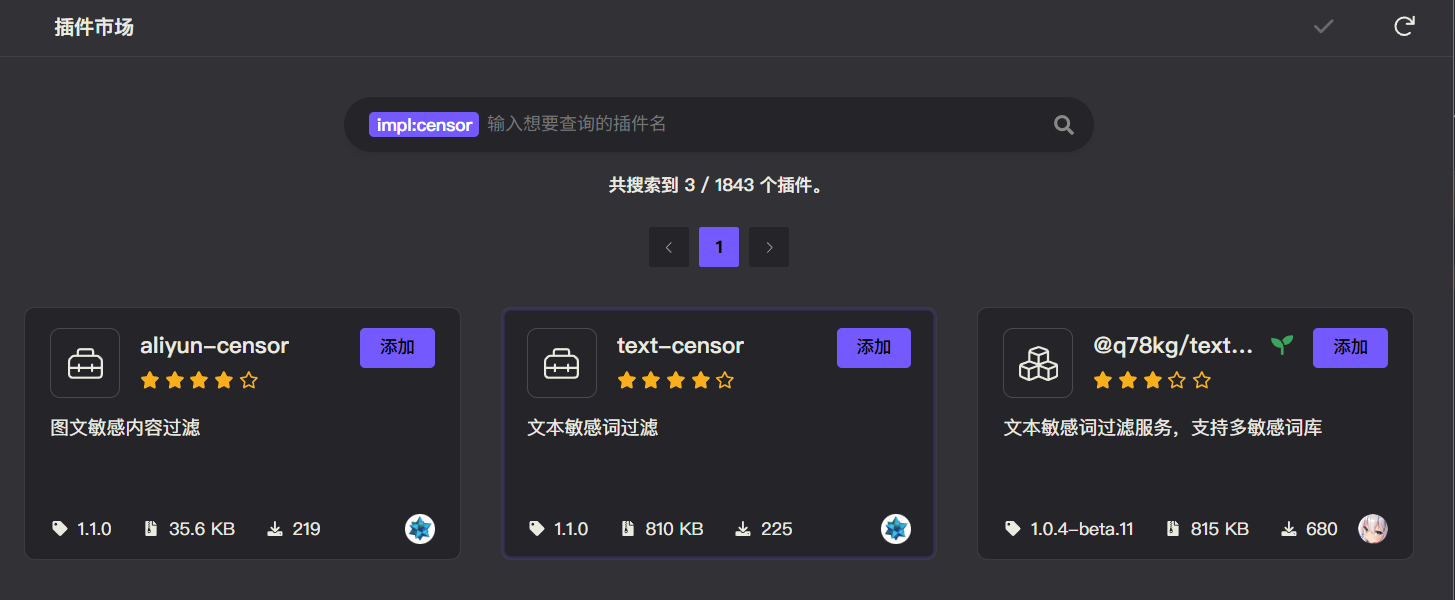 插件市场
impl:censor 输入想要查询的插件名
共搜索到 3 / 1843 个插件。
1
aliyun-censor 添加
图文敏感内容过滤
1.1.0 35.6 KB 219
text-censor 添加
文本敏感词过滤
1.1.0 810 KB 225
@q78kg/text... 添加
文本敏感词过滤服务，支持多敏感词库
1.0.4-beta.11 815 KB 680